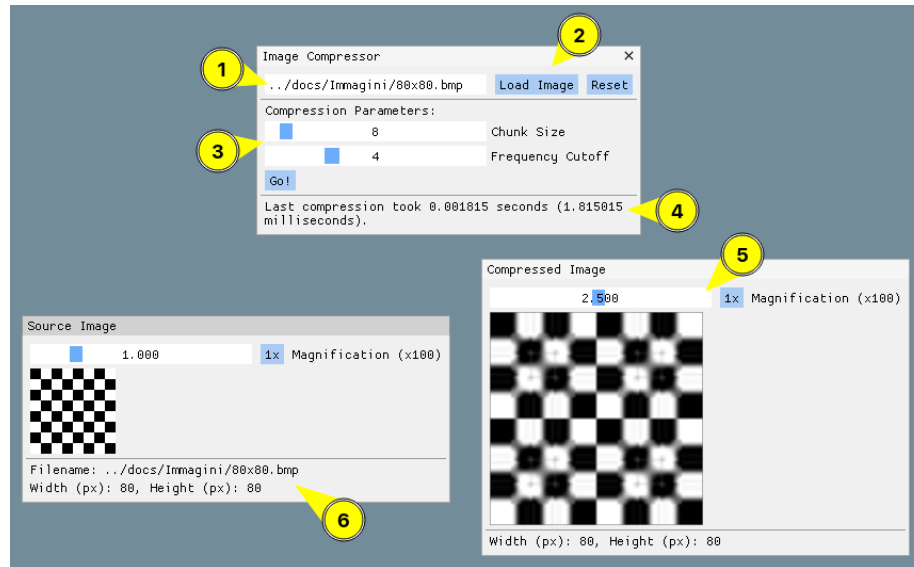 1
2
Image Compressor
../docs/Immagini/80x80.bmp Load Image Reset
Compression Parameters:
3
8 Chunk Size
4 Frequency Cutoff
Go!
Last compression took 0.001815 seconds (1.815015
milliseconds).
4
5
Compressed Image
2.500 1x Magnification (x100)
Width (px): 80, Height (px): 80
Source Image
1.000 1x Magnification (x100)
Filename: ../docs/Immagini/80x80.bmp
Width (px): 80, Height (px): 80
6